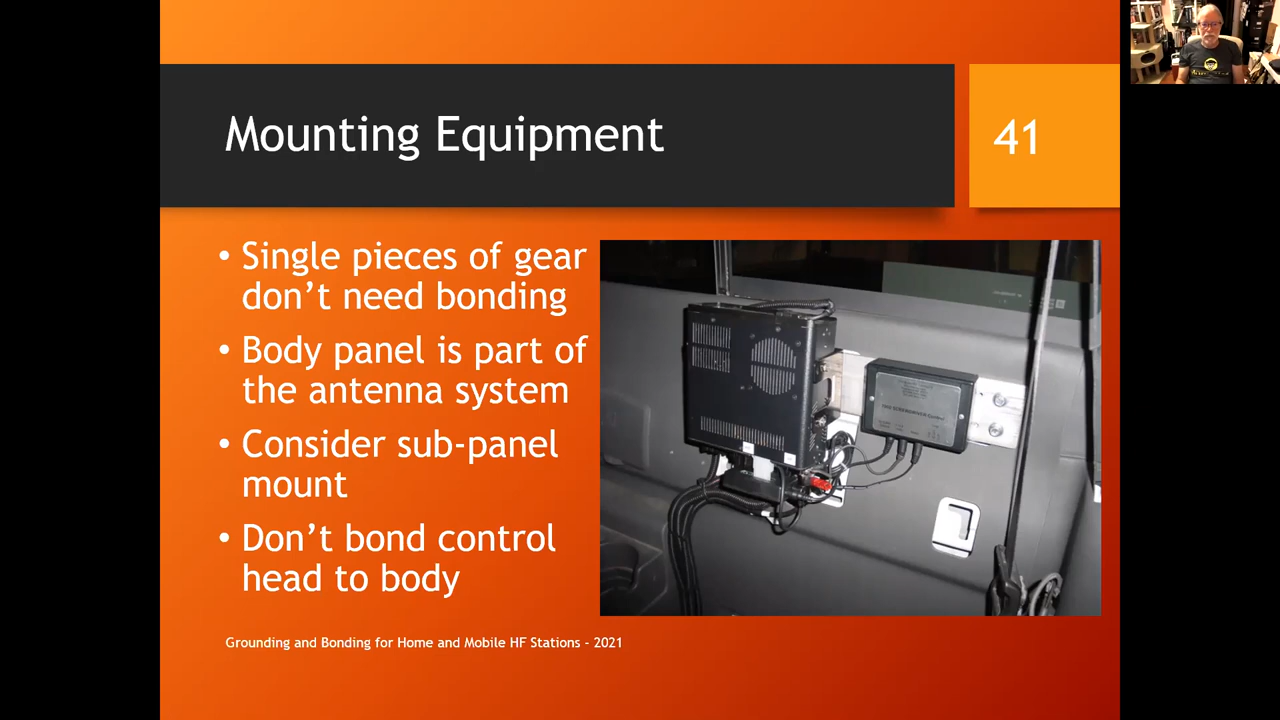 Mounting Equipment
41
• Single pieces of gear
don’t need bonding
• Body panel is part of
the antenna system
• Consider sub-panel
mount
• Don’t bond control
head to body
Grounding and Bonding for Home and Mobile HF Stations - 2021